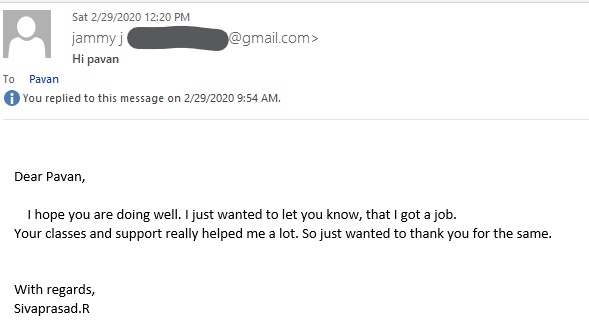 Sat 2/29/2020 12:20 PM
jammy j @gmail.com>
Hi pavan
To Pavan
You replied to this message on 2/29/2020 9:54 AM.
Dear Pavan,
I hope you are doing well. I just wanted to let you know, that I got a job.
Your classes and support really helped me a lot. So just wanted to thank you for the same.
With regards,
Sivaprasad.R